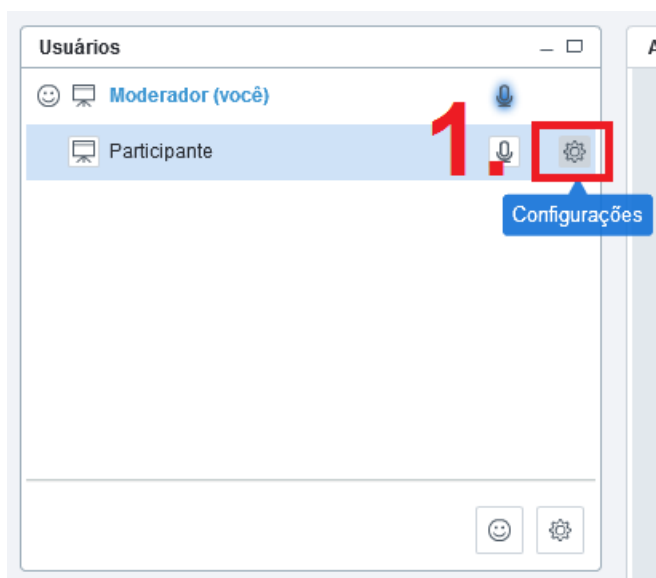 Usuários
A
Moderador (você)
Participante
1.
Configurações